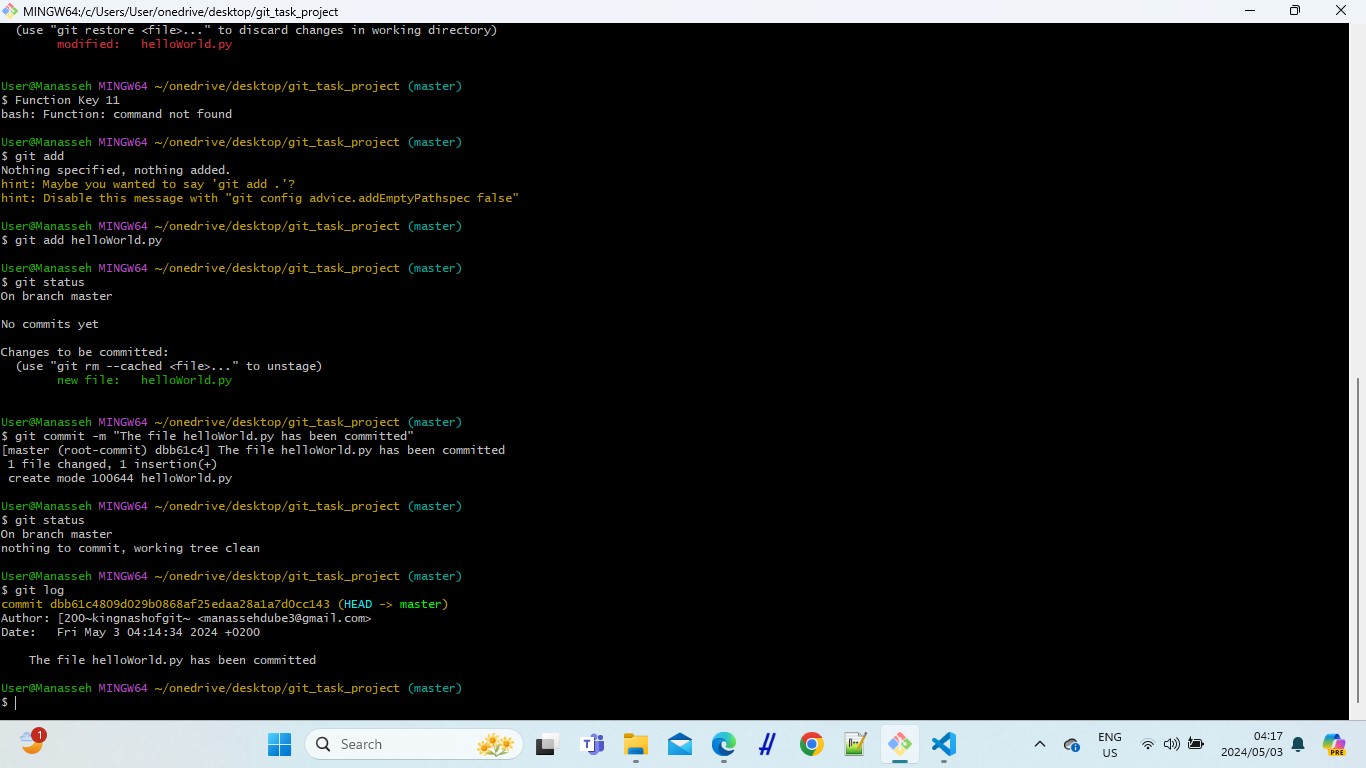 MINGW64:/c/Users/User/onedrive/desktop/git_task_project
(use "git restore <file>..." to discard changes in working directory)
modified:   helloWorld.py
User@Manasseh MINGW64 ~/onedrive/desktop/git_task_project (master)
$ Function Key 11
bash: Function: command not found
User@Manasseh MINGW64 ~/onedrive/desktop/git_task_project (master)
$ git add
Nothing specified, nothing added.
hint: Maybe you wanted to say 'git add .'?
hint: Disable this message with "git config advice.addEmptyPathspec false"
User@Manasseh MINGW64 ~/onedrive/desktop/git_task_project (master)
$ git add helloWorld.py
User@Manasseh MINGW64 ~/onedrive/desktop/git_task_project (master)
$ git status
On branch master
No commits yet
Changes to be committed:
(use "git rm --cached <file>..." to unstage)
new file:   helloWorld.py
User@Manasseh MINGW64 ~/onedrive/desktop/git_task_project (master)
$ git commit -m "The file helloWorld.py has been committed"
[master (root-commit) dbb61c4] The file helloWorld.py has been committed
1 file changed, 1 insertion(+)
create mode 100644 helloWorld.py
User@Manasseh MINGW64 ~/onedrive/desktop/git_task_project (master)
$ git status
On branch master
nothing to commit, working tree clean
User@Manasseh MINGW64 ~/onedrive/desktop/git_task_project (master)
$ git log
commit dbb61c4809d029b0868af25edaa28a1a7d0cc143 (HEAD -> master)
Author: [200~kingnashofgit~ <manassehdube3@gmail.com>
Date:   Fri May 3 04:14:34 2024 +0200
The file helloWorld.py has been committed
User@Manasseh MINGW64 ~/onedrive/desktop/git_task_project (master)
$
1
Search
ENG
US
04:17
2024/05/03
PRE